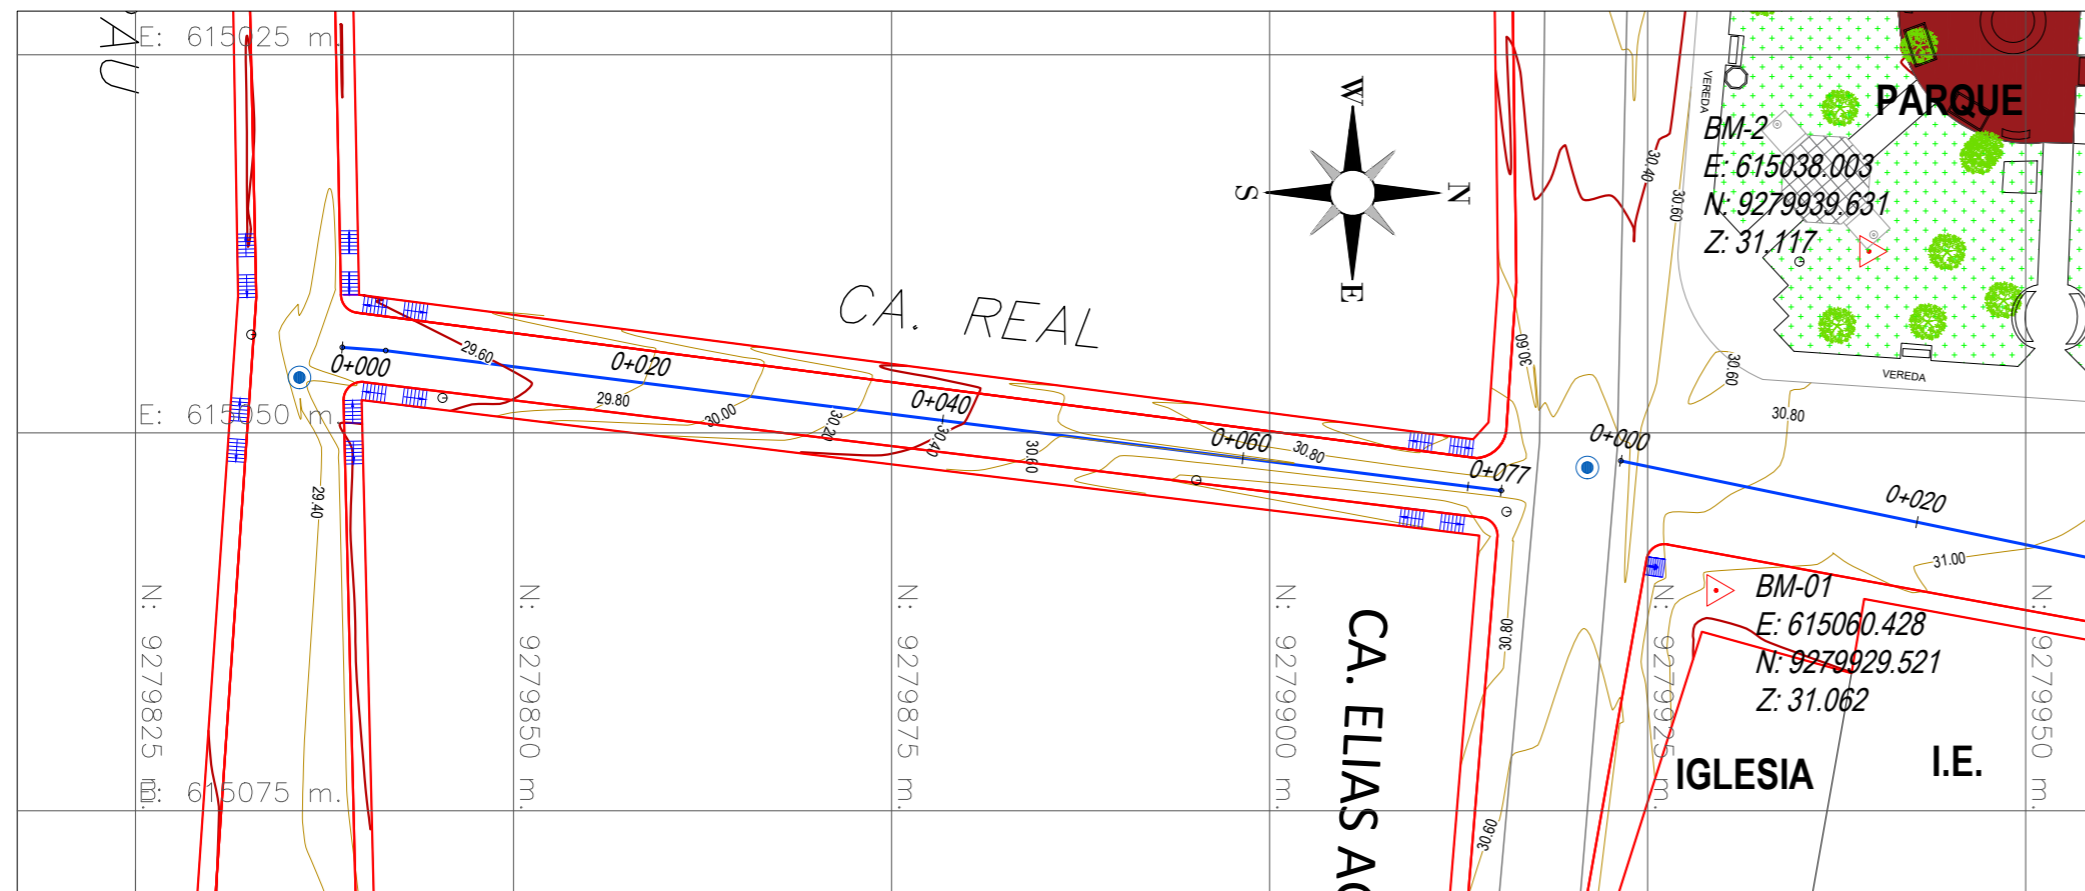 E: 615025 m.
VEREDA
PARQUE
BM-2
E: 615038.003
N: 9279939.631
Z: 31.117
W
S
N
E
30.40
30.60
CA. REAL
29.60
0+000
0+020
29.80
30.00
30.20
0+040
30.40
30.60
0+060
30.80
0+077
30.60
30.60
VEREDA
30.80
0+000
0+020
31.00
E: 615050 m.
29.40
BM-01
E: 615060.428
N: 9279929.521
Z: 31.062
30.80
30.60
CA. ELIAS
IGLESIA
I.E.
N: 9279825 m.
N: 9279850 m.
N: 9279875 m.
N: 9279900 m.
N: 9279925 m.
N: 9279950 m.
E: 615075 m.